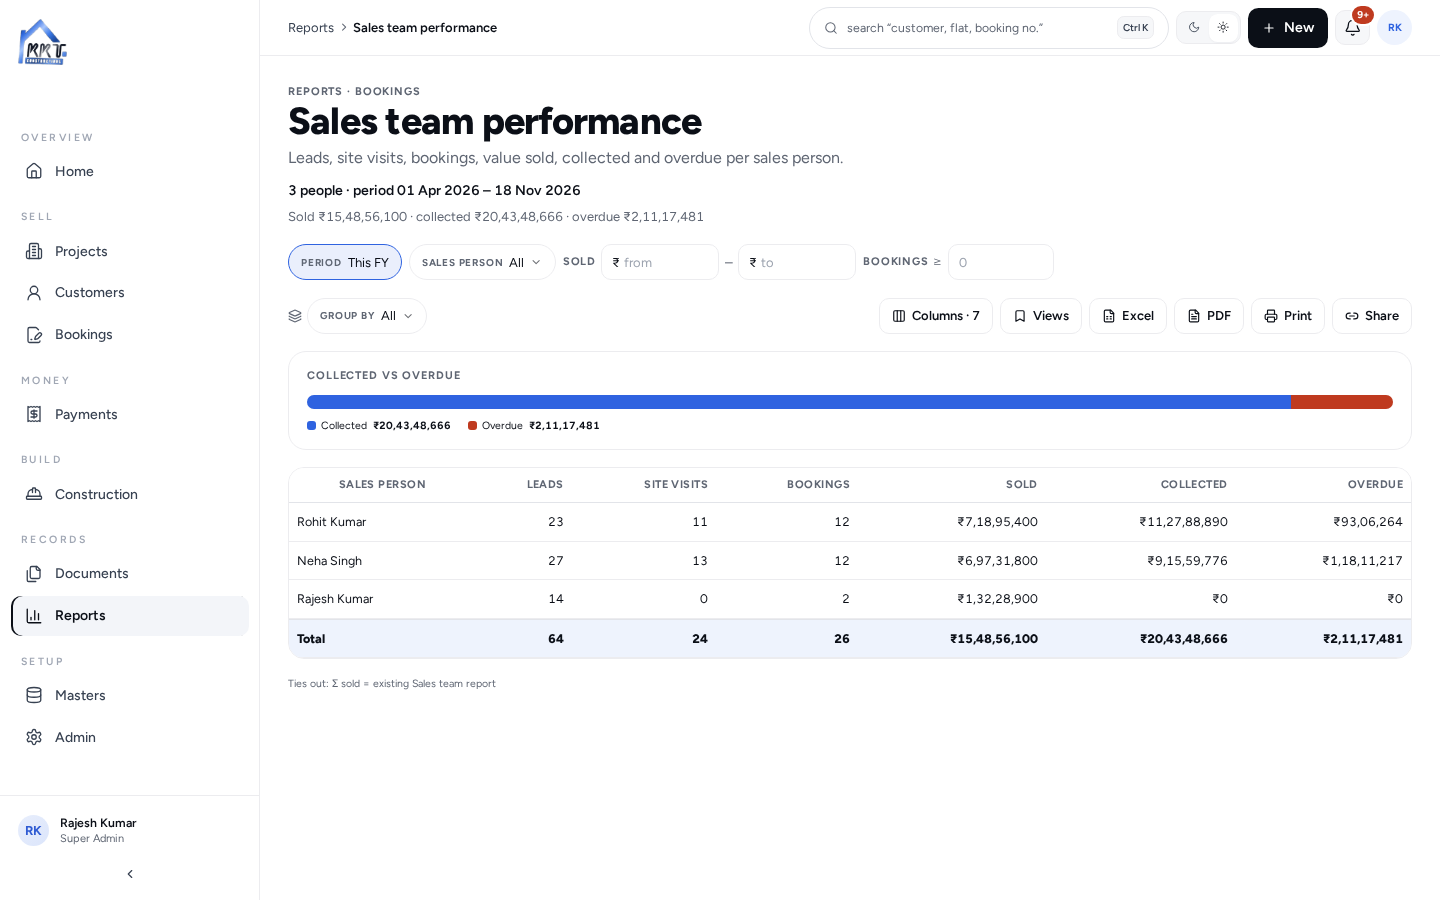 RKT
CONSTRUCTIONS
Reports › Sales team performance
search “customer, flat, booking no.”
Ctrl K
New
9+
RK
OVERVIEW
Home
SELL
Projects
Customers
Bookings
MONEY
Payments
BUILD
Construction
RECORDS
Documents
Reports
SETUP
Masters
Admin
RK
Rajesh Kumar
Super Admin
REPORTS · BOOKINGS
Sales team performance
Leads, site visits, bookings, value sold, collected and overdue per sales person.
3 people · period 01 Apr 2026 – 18 Nov 2026
Sold ₹15,48,56,100 · collected ₹20,43,48,666 · overdue ₹2,11,17,481
PERIOD This FY SALES PERSON All SOLD ₹ from – ₹ to BOOKINGS ≥ 0
GROUP BY All Columns · 7 Views Excel PDF Print Share
COLLECTED VS OVERDUE
Collected ₹20,43,48,666 Overdue ₹2,11,17,481
SALES PERSON LEADS SITE VISITS BOOKINGS SOLD COLLECTED OVERDUE
Rohit Kumar 23 11 12 ₹7,18,95,400 ₹11,27,88,890 ₹93,06,264
Neha Singh 27 13 12 ₹6,97,31,800 ₹9,15,59,776 ₹1,18,11,217
Rajesh Kumar 14 0 2 ₹1,32,28,900 ₹0 ₹0
Total 64 24 26 ₹15,48,56,100 ₹20,43,48,666 ₹2,11,17,481
Ties out: Σ sold = existing Sales team report